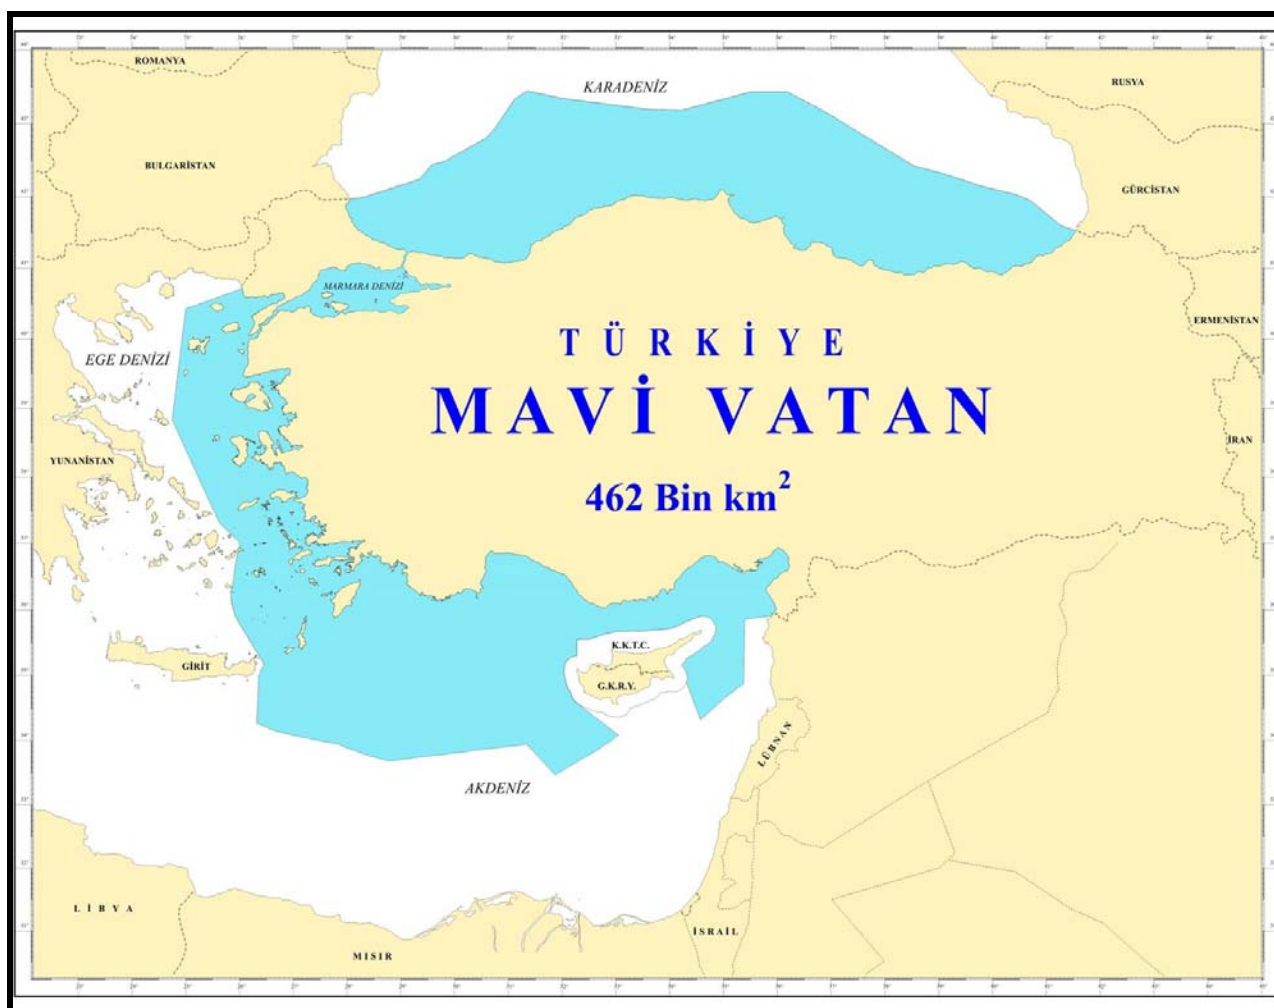 ROMANYA
KARADENİZ
RUSYA
BULGARİSTAN
GÜRCİSTAN
MARMARA DENİZİ
ERMENİSTAN
TÜRKİYE
EGE DENİZİ
MAVİ VATAN
İRAN
YUNANİSTAN
462 Bin km²
K.K.T.C.
GİRİT
G.K.R.Y.
LÜBNAN
AKDENİZ
LİBYA
İSRAİL
MISIR